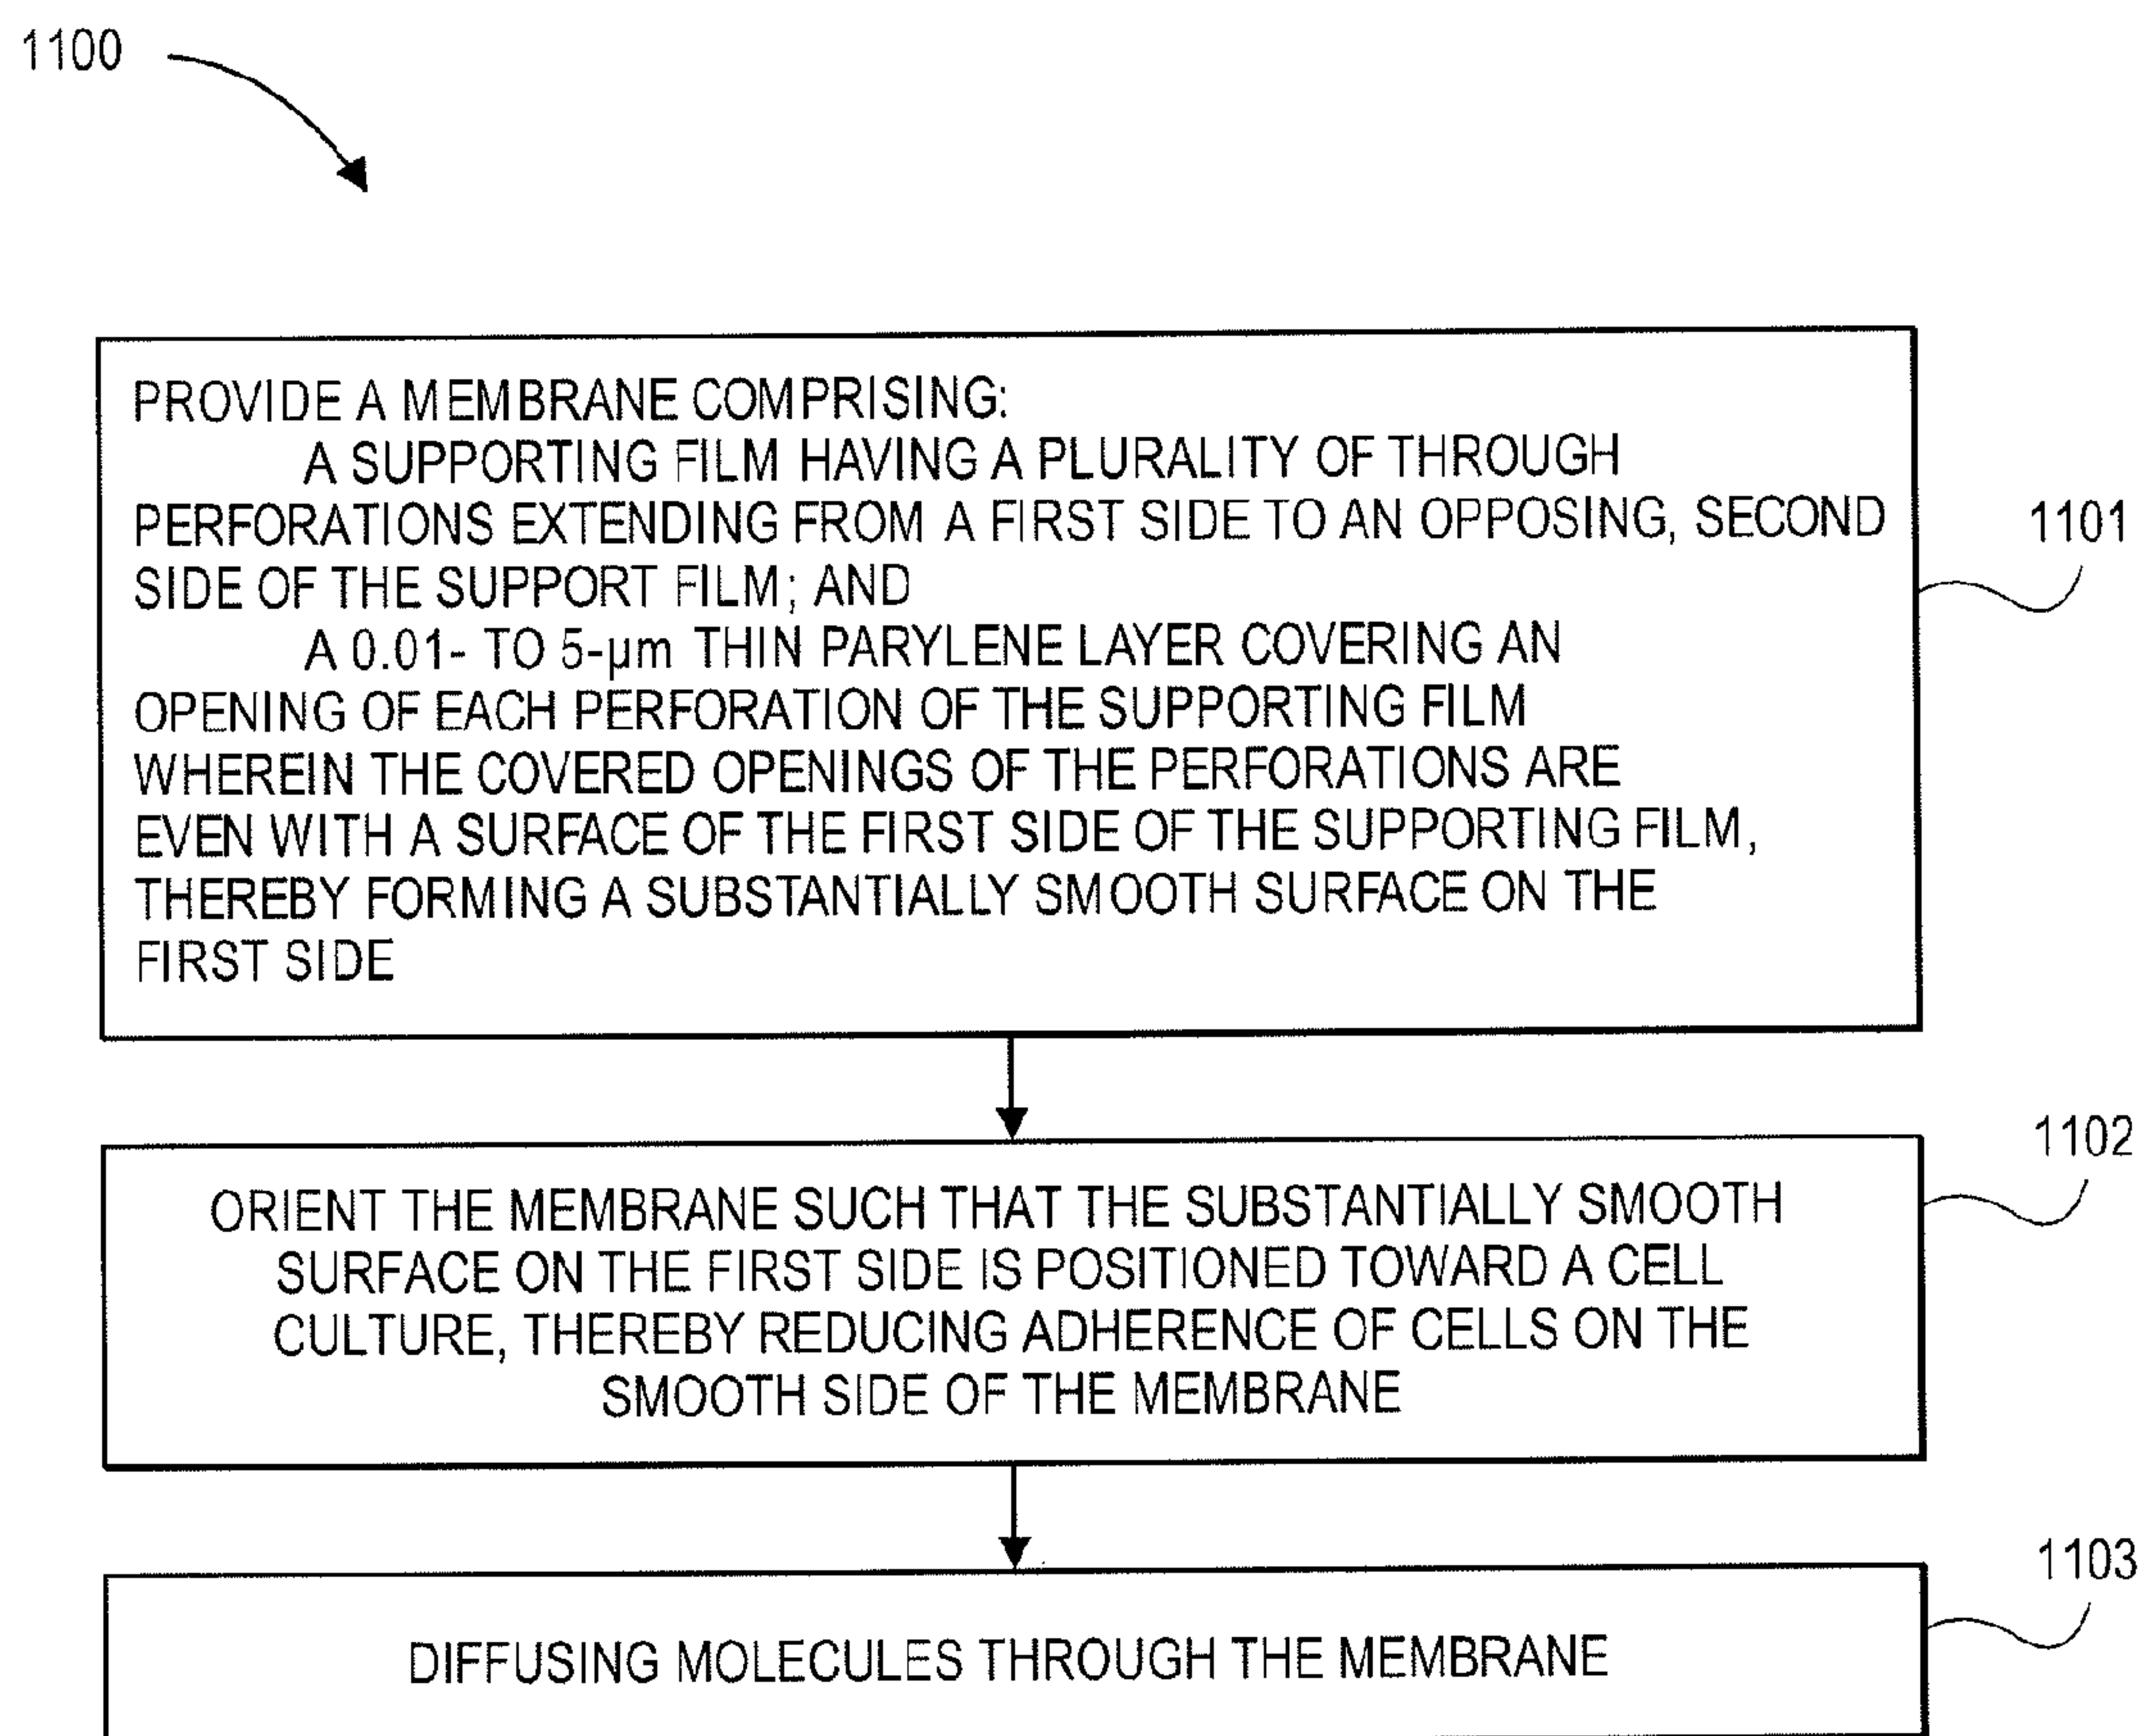 1100
PROVIDE A MEMBRANE COMPRISING:
A SUPPORTING FILM HAVING A PLURALITY OF THROUGH
PERFORATIONS EXTENDING FROM A FIRST SIDE TO AN OPPOSING, SECOND
SIDE OF THE SUPPORT FILM; AND
A 0.01- TO 5-µm THIN PARYLENE LAYER COVERING AN
OPENING OF EACH PERFORATION OF THE SUPPORTING FILM
WHEREIN THE COVERED OPENINGS OF THE PERFORATIONS ARE
EVEN WITH A SURFACE OF THE FIRST SIDE OF THE SUPPORTING FILM,
THEREBY FORMING A SUBSTANTIALLY SMOOTH SURFACE ON THE
FIRST SIDE
1101
ORIENT THE MEMBRANE SUCH THAT THE SUBSTANTIALLY SMOOTH
SURFACE ON THE FIRST SIDE IS POSITIONED TOWARD A CELL
CULTURE, THEREBY REDUCING ADHERENCE OF CELLS ON THE
SMOOTH SIDE OF THE MEMBRANE
1102
DIFFUSING MOLECULES THROUGH THE MEMBRANE
1103